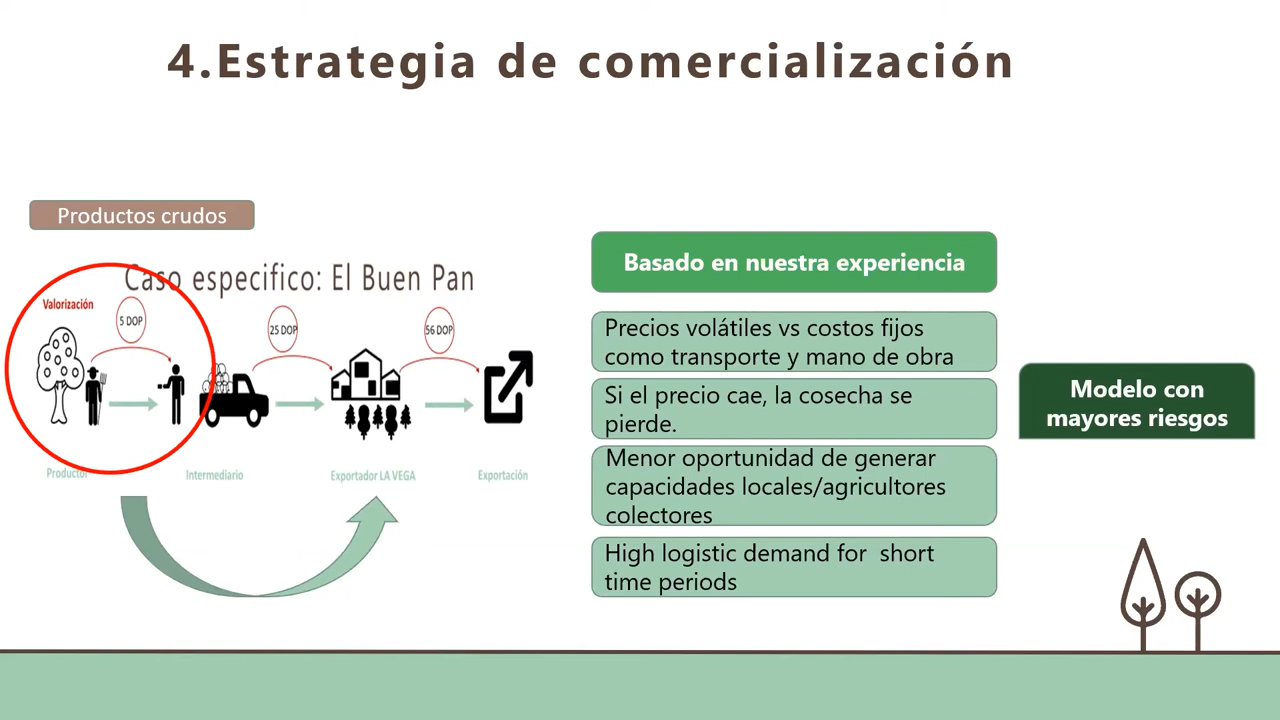 4.Estrategia de comercialización
Productos crudos
Caso especifico: El Buen Pan
Valorización
5 DOP
25 DOP
56 DOP
Productor
Intermediario
Exportador LA VEGA
Exportación
Basado en nuestra experiencia
Precios volátiles vs costos fijos
como transporte y mano de obra
Si el precio cae, la cosecha se
pierde.
Menor oportunidad de generar
capacidades locales/agricultores
colectores
High logistic demand for short
time periods
Modelo con
mayores riesgos